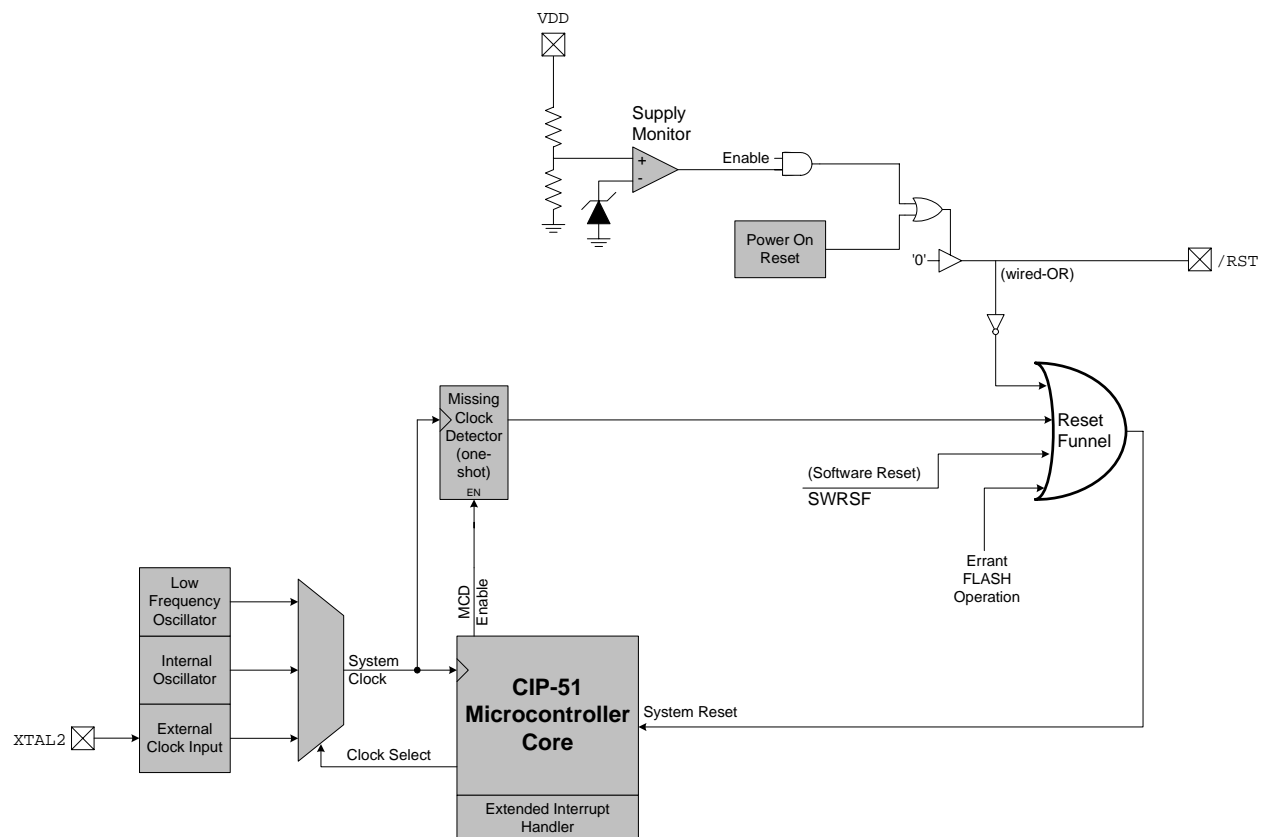 VDD
Supply
Monitor
+
-
Enable
Power On
Reset
'0'
/RST
(wired-OR)
Missing
Clock
Detector
(one-
shot)
EN
Reset
Funnel
(Software Reset)
SWRSF
Errant
FLASH
Operation
MCD
Enable
Low
Frequency
Oscillator
Internal
Oscillator
System
Clock
CIP-51
Microcontroller
Core
System Reset
XTAL2
External
Clock Input
Clock Select
Extended Interrupt
Handler